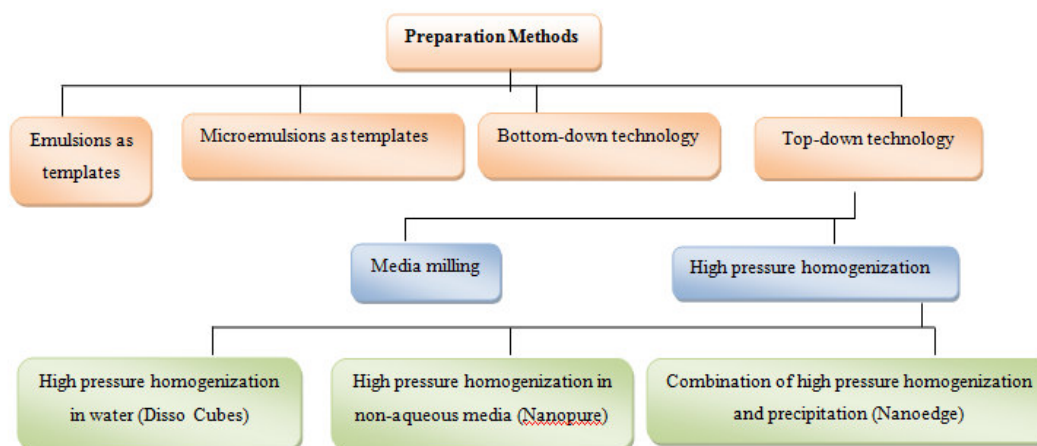 Preparation Methods
Emulsions as
templates
Microemulsions as templates
Bottom-down technology
Top-down technology
Media milling
High pressure homogenization
High pressure homogenization
in water (Disso Cubes)
High pressure homogenization in
non-aqueous media (Nanopure)
Combination of high pressure homogenization
and precipitation (Nanoedge)